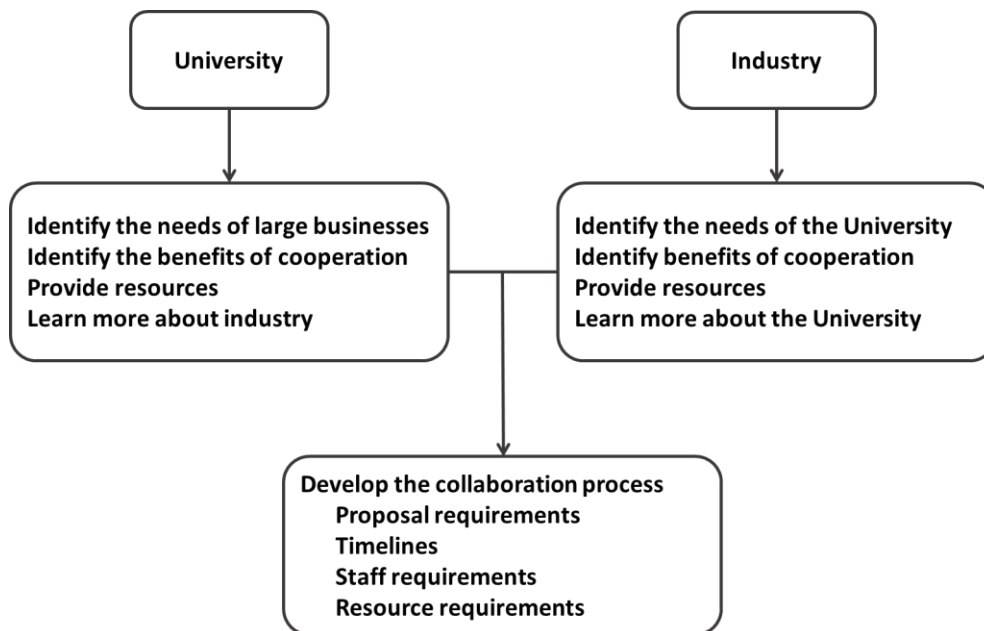 University
Industry
Identify the needs of large businesses
Identify the benefits of cooperation
Provide resources
Learn more about industry
Identify the needs of the University
Identify benefits of cooperation
Provide resources
Learn more about the University
Develop the collaboration process
Proposal requirements
Timelines
Staff requirements
Resource requirements